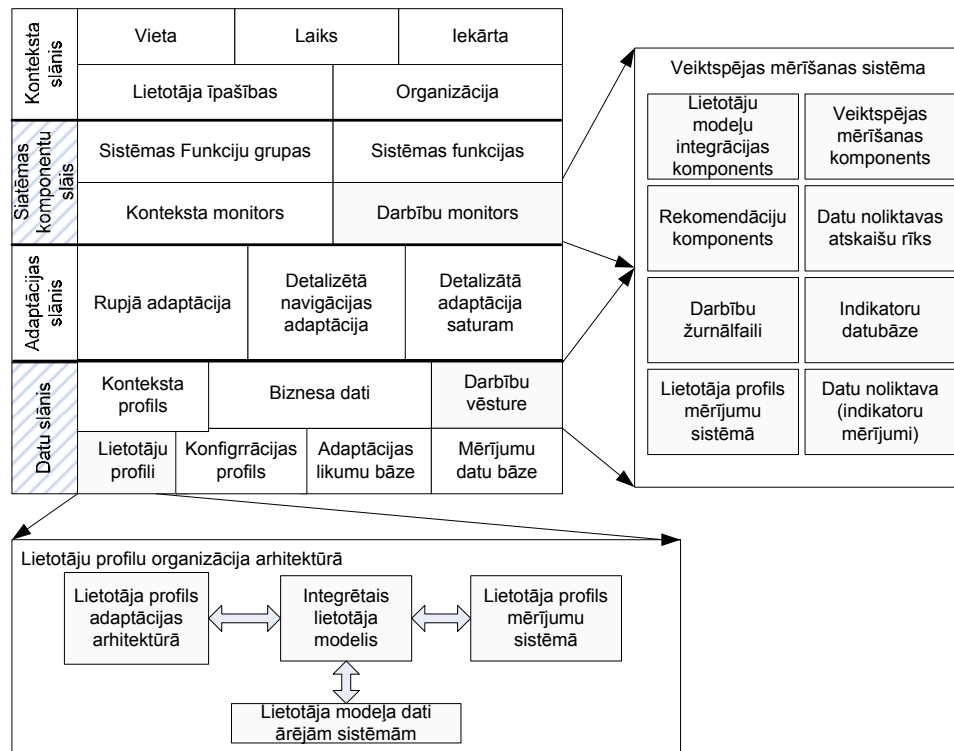 Konteksta
slānis
Vieta
Laiks
Iekārta
Lietotāja īpašības
Organizācija
Siatēmas
komponentu
slāis
Sistēmas Funkciju grupas
Sistēmas funkcijas
Konteksta monitors
Darbību monitors
Adaptācijas
slānis
Rupjā adaptācija
Detalizētā
navigācijas
adaptācija
Detalizātā
adaptācija
saturam
Datu slānis
Konteksta
profils
Biznesa dati
Darbību
vēsture
Lietotāju
profili
Konfigrrācijas
profils
Adaptācijas
likumu bāze
Mērījumu
datu bāze
Veiktspējas mērīšanas sistēma
Lietotāju
modeļu
integrācijas
komponents
Veiktspējas
mērīšanas
komponents
Rekomendāciju
komponents
Datu noliktavas
atskaišu rīks
Darbību
žurnālfaili
Indikatoru
datubāze
Lietotāja profils
mērījumu
sistēmā
Datu noliktava
(indikatoru
mērījumi)
Lietotāju profilu organizācija arhitektūrā
Lietotāja profils
adaptācijas
arhitektūrā
Integrētais
lietotāja
modelis
Lietotāja profils
mērījumu
sistēmā
Lietotāja modeļa dati
ārējām sistēmām